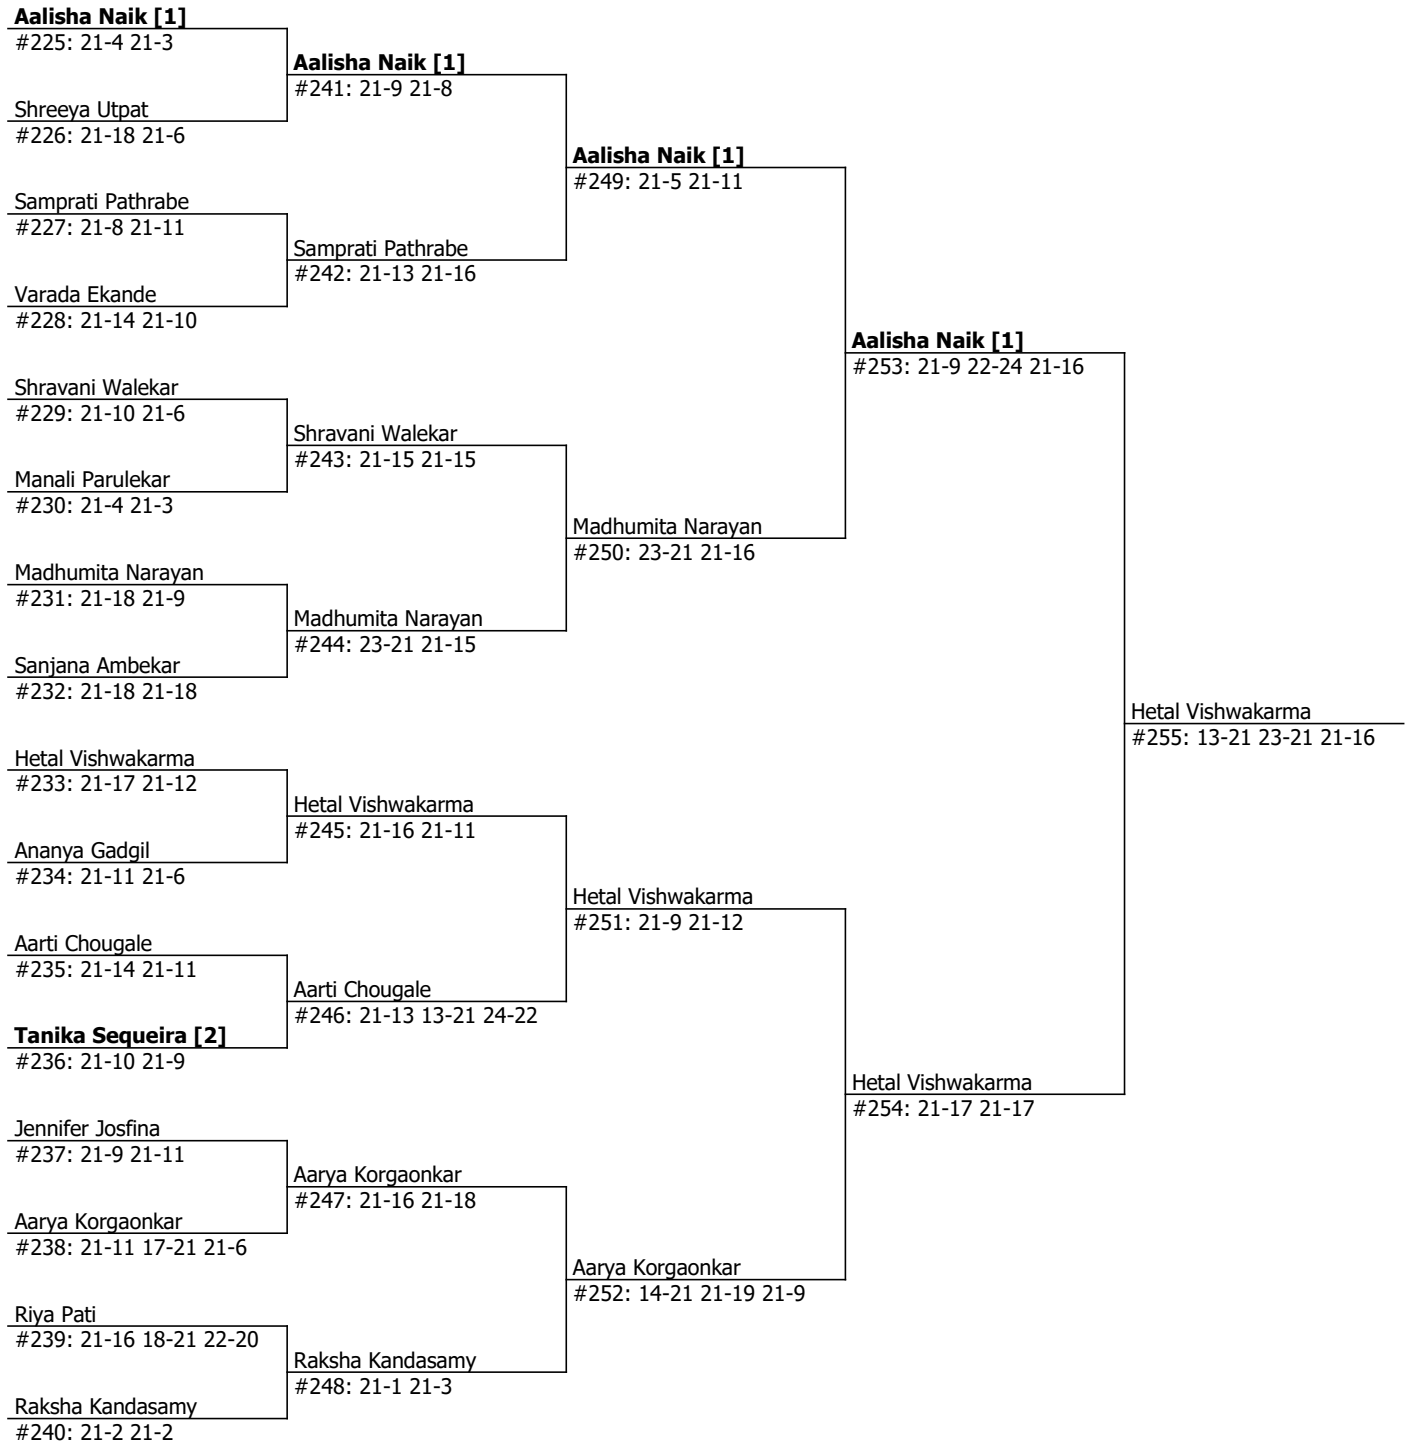 Aalisha Naik [1]
#225: 21-4 21-3
Aalisha Naik [1]
#241: 21-9 21-8
Shreeya Utpat
#226: 21-18 21-6
Aalisha Naik [1]
#249: 21-5 21-11
Samprati Pathrabe
#227: 21-8 21-11
Samprati Pathrabe
#242: 21-13 21-16
Varada Ekande
#228: 21-14 21-10
Aalisha Naik [1]
#253: 21-9 22-24 21-16
Shravani Walekar
#229: 21-10 21-6
Shravani Walekar
#243: 21-15 21-15
Manali Parulekar
#230: 21-4 21-3
Madhumita Narayan
#250: 23-21 21-16
Madhumita Narayan
#231: 21-18 21-9
Madhumita Narayan
#244: 23-21 21-15
Sanjana Ambekar
#232: 21-18 21-18
Hetal Vishwakarma
#255: 13-21 23-21 21-16
Hetal Vishwakarma
#233: 21-17 21-12
Hetal Vishwakarma
#245: 21-16 21-11
Ananya Gadgil
#234: 21-11 21-6
Hetal Vishwakarma
#251: 21-9 21-12
Aarti Chougale
#235: 21-14 21-11
Aarti Chougale
#246: 21-13 13-21 24-22
Tanika Sequeira [2]
#236: 21-10 21-9
Hetal Vishwakarma
#254: 21-17 21-17
Jennifer Josfina
#237: 21-9 21-11
Aarya Korgaonkar
#247: 21-16 21-18
Aarya Korgaonkar
#238: 21-11 17-21 21-6
Aarya Korgaonkar
#252: 14-21 21-19 21-9
Riya Pati
#239: 21-16 18-21 22-20
Raksha Kandasamy
#248: 21-1 21-3
Raksha Kandasamy
#240: 21-2 21-2